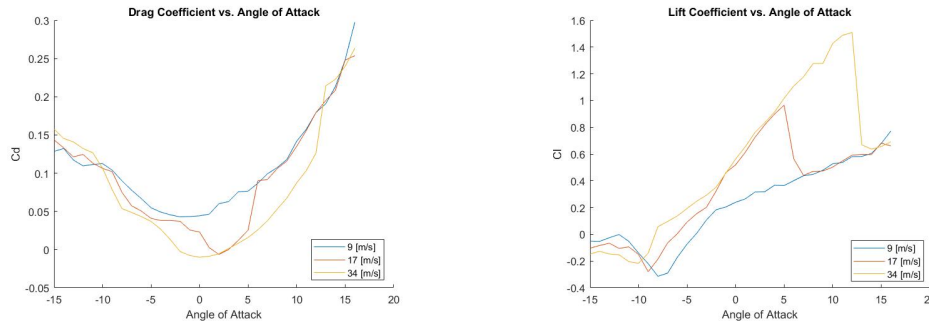 Drag Coefficient vs. Angle of Attack
0.3
0.25
0.2
0.15
0.1
0.05
0
-0.05
Cd
-15 -10 -5 0 5 10 15 20
Angle of Attack
9 [m/s]
17 [m/s]
34 [m/s]
Lift Coefficient vs. Angle of Attack
1.6
1.4
1.2
1
0.8
0.6
0.4
0.2
0
-0.2
-0.4
Cl
-15 -10 -5 0 5 10 15 20
Angle of Attack
9 [m/s]
17 [m/s]
34 [m/s]